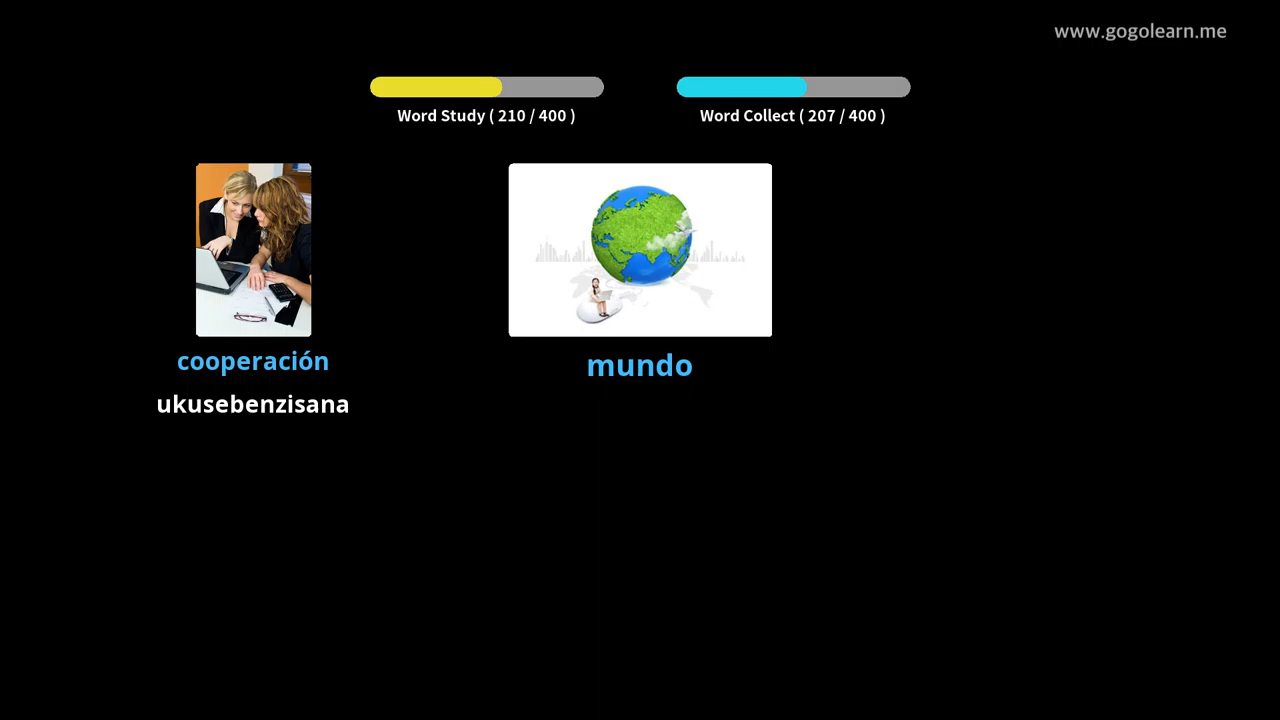 www.gogolearn.me
Word Study ( 210 / 400 )
Word Collect ( 207 / 400 )
cooperación
ukusebenzisana
mundo